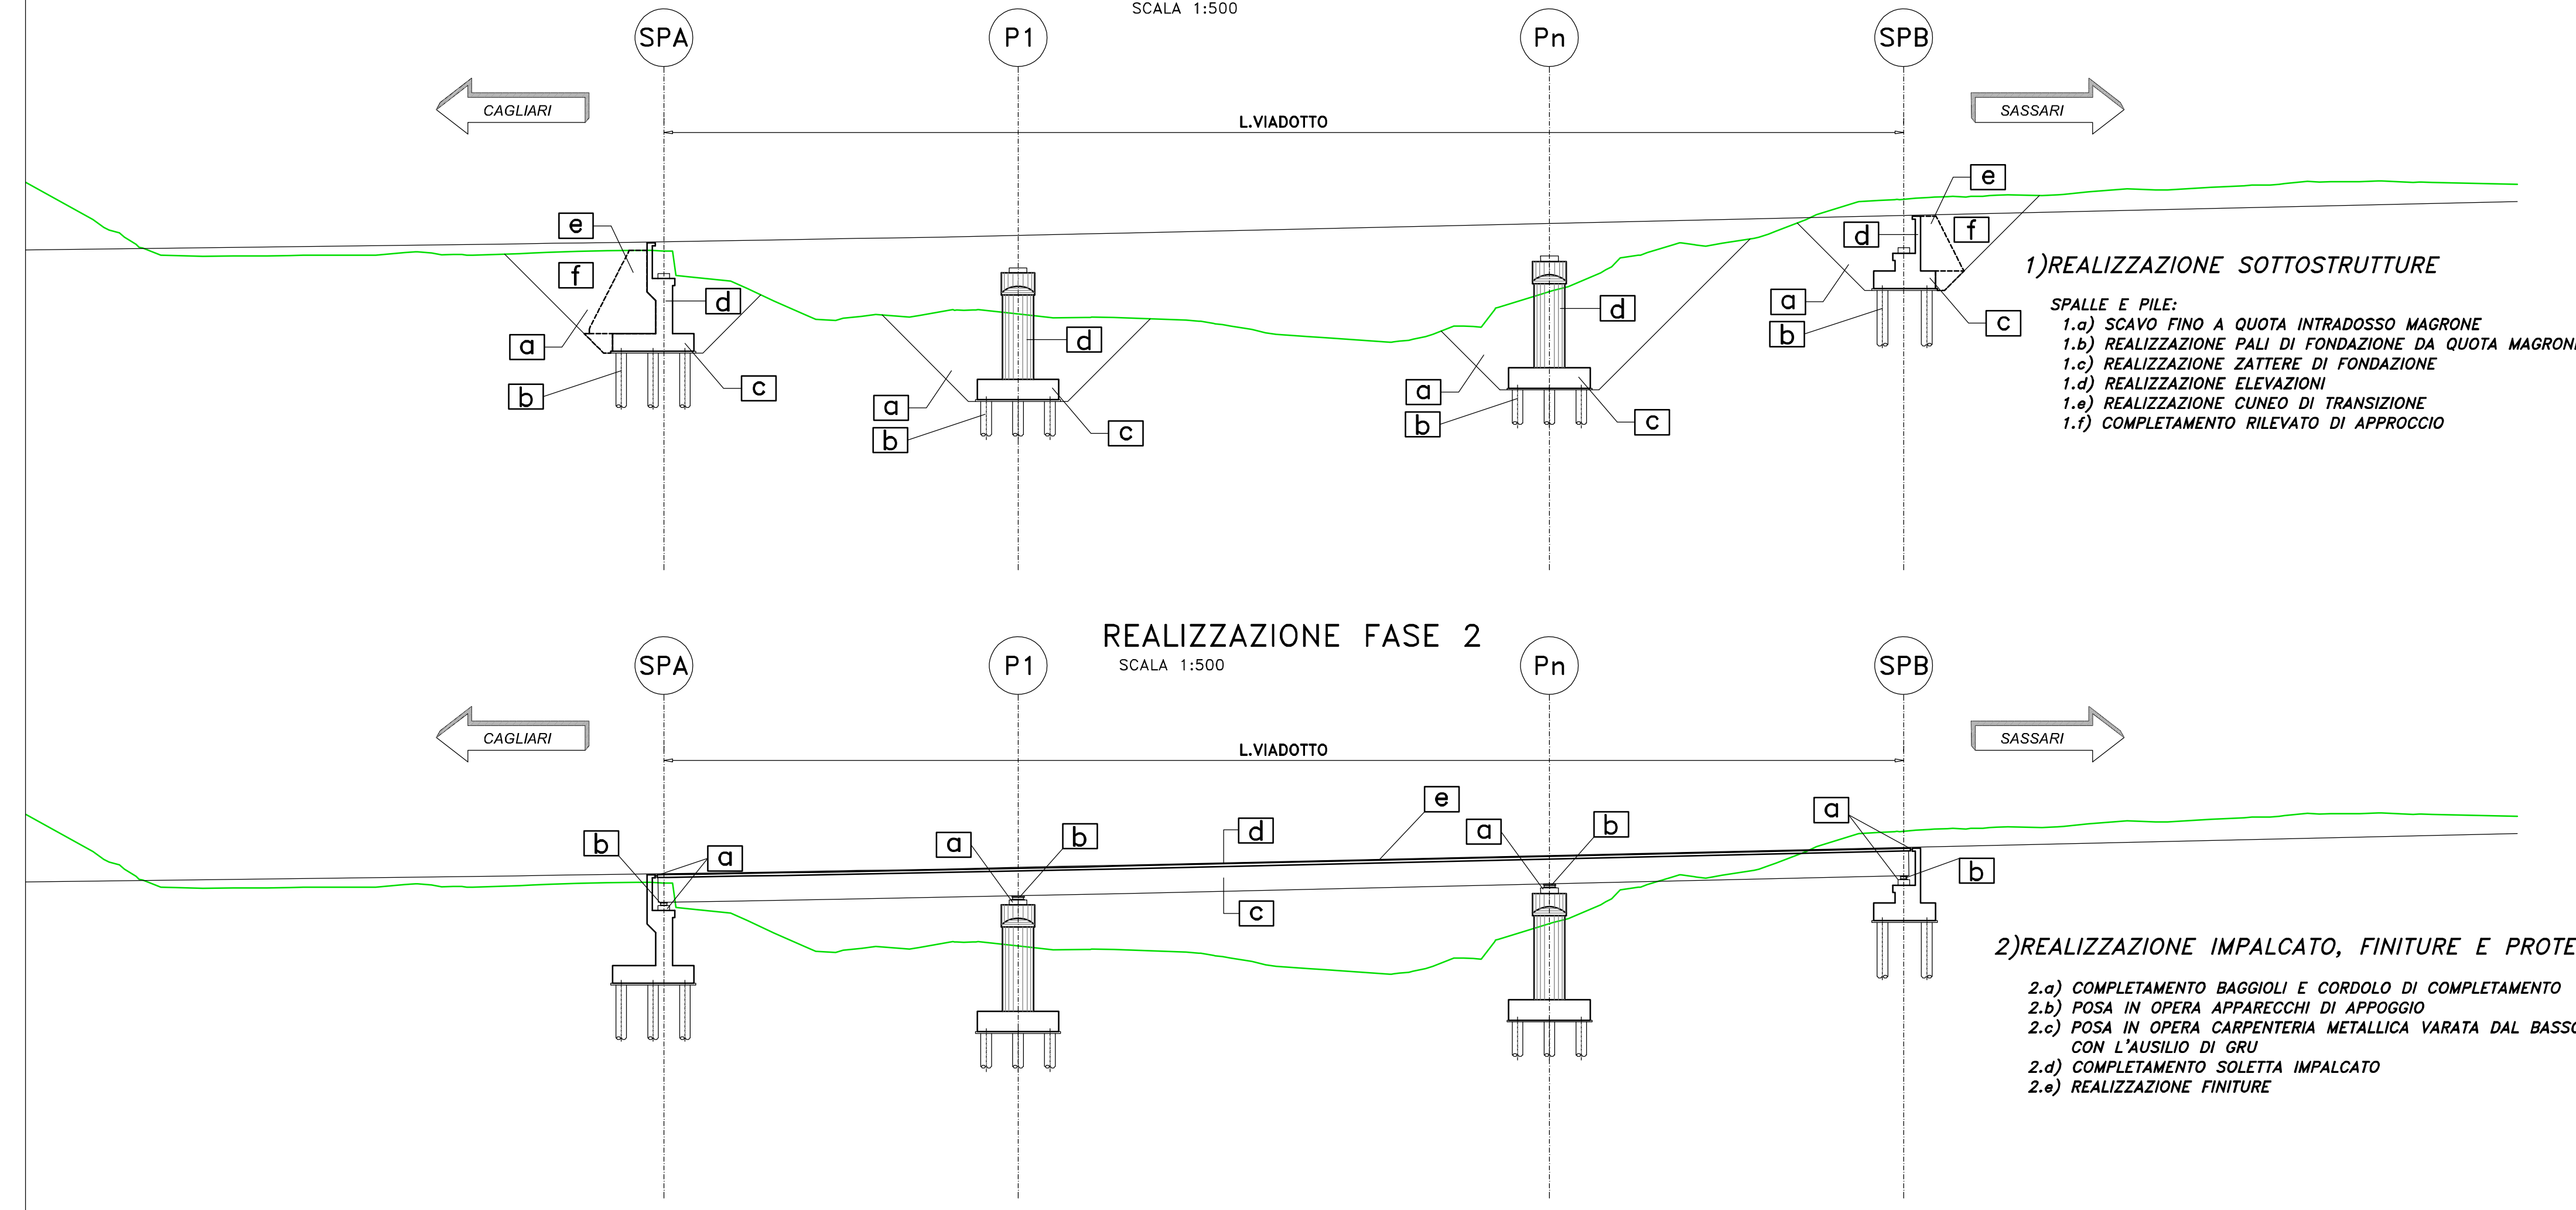 SCALA 1:500
SPA
P1
Pn
SPB
CAGLIARI
L.VIADOTTO
SASSARI
e
f
a
b
d
c
a
b
d
c
a
b
d
c
e
f
d
a
b
c
1)REALIZZAZIONE SOTTOSTRUTTURE
SPALLE E PILE:
1.a) SCAVO FINO A QUOTA INTRADOSSO MAGRONE
1.b) REALIZZAZIONE PALI DI FONDAZIONE DA QUOTA MAGRONE
1.c) REALIZZAZIONE ZATTERE DI FONDAZIONE
1.d) REALIZZAZIONE ELEVAZIONI
1.e) REALIZZAZIONE CUNEO DI TRANSIZIONE
1.f) COMPLETAMENTO RILEVATO DI APPROCCIO
REALIZZAZIONE FASE 2
SCALA 1:500
SPA
P1
Pn
SPB
CAGLIARI
L.VIADOTTO
SASSARI
b
a
a
b
d
c
e
a
b
a
b
2)REALIZZAZIONE IMPALCATO, FINITURE E PROTE
2.a) COMPLETAMENTO BAGGIOLI E CORDOLO DI COMPLETAMENTO
2.b) POSA IN OPERA APPARECCHI DI APPOGGIO
2.c) POSA IN OPERA CARPENTERIA METALLICA VARATA DAL BASSO
CON L'AUSILIO DI GRU
2.d) COMPLETAMENTO SOLETTA IMPALCATO
2.e) REALIZZAZIONE FINITURE